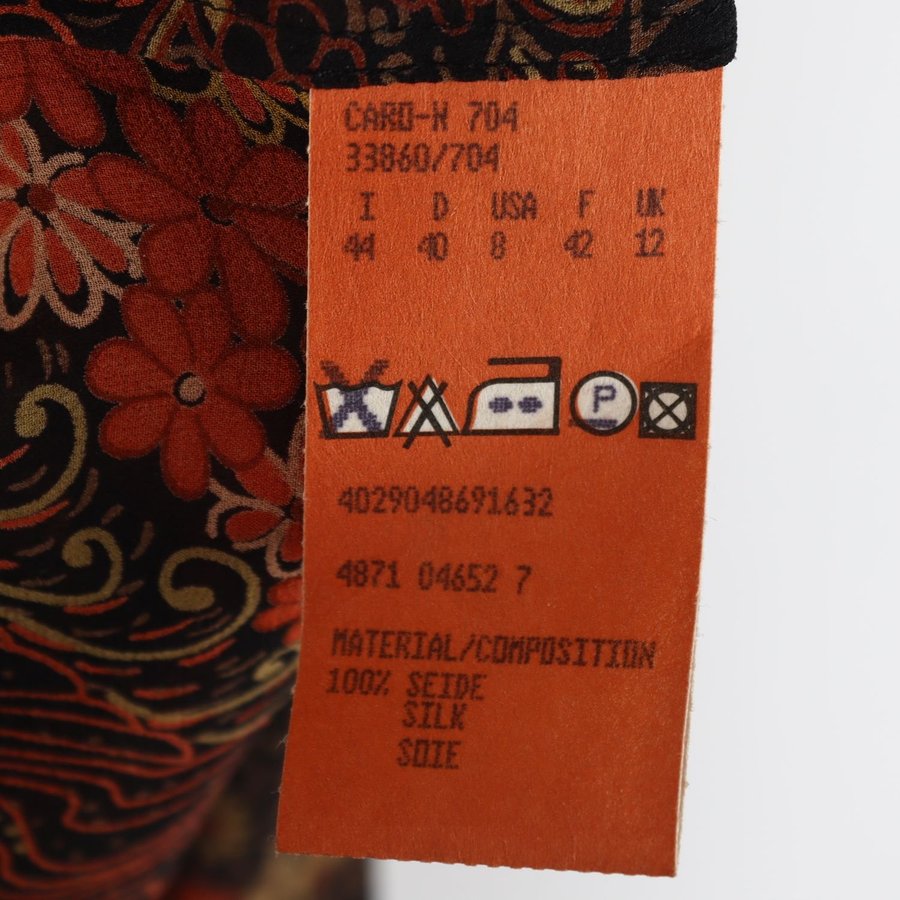 CARO-N 704
33860/704
I D USA F UK
44 40 8 42 12
P
4029048691632
4871 04652 7
MATERIAL/COMPOSITION
100% SEIDE
SILK
SOIE